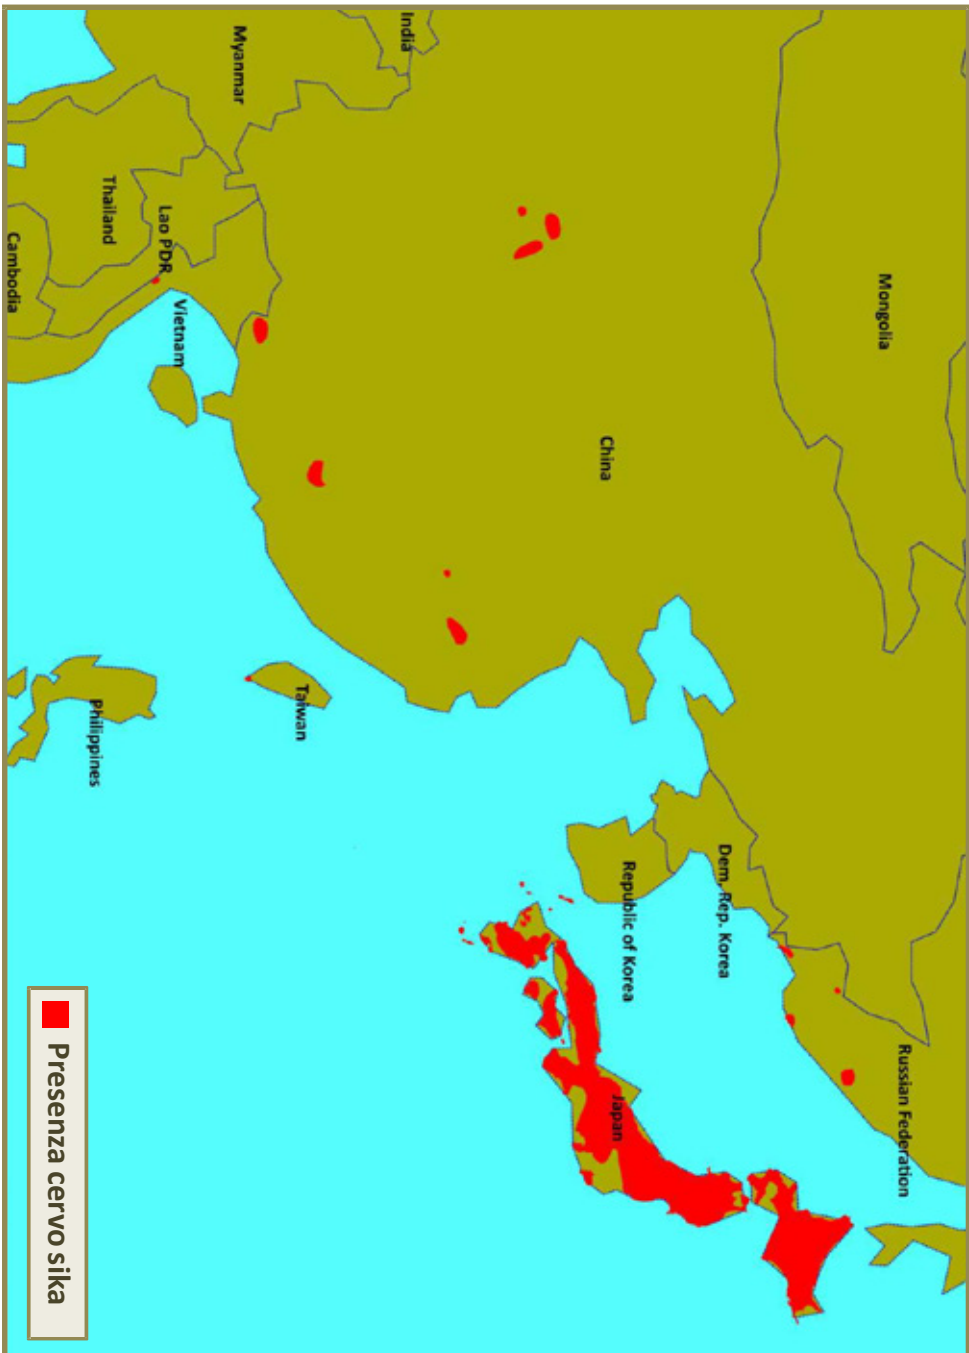 Mongolia
Russian Federation
Dem. Rep. Korea
China
Republic of Korea
Japan
India
Myanmar
Taiwan
Vietnam
Lao PDR
Thailand
Philippines
Cambodia
Presenza cervo sika